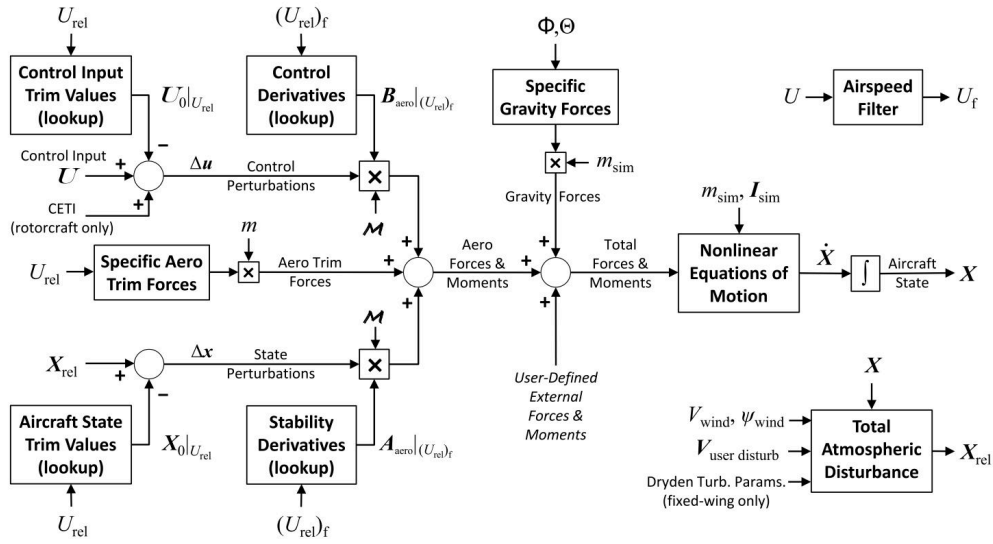 U_rel
Control Input
Trim Values
(lookup)
U_0|_{U_rel}
(U_rel)_f
Control
Derivatives
(lookup)
B_aero|_{(U_rel)_f}
Φ,Θ
Specific
Gravity Forces
×
m_sim
Gravity Forces
U
Airspeed
Filter
U_f
Control Input
U
+
−
+
CETI
(rotorcraft only)
Δu
Control
Perturbations
×
M
U_rel
Specific Aero
Trim Forces
m
×
Aero Trim
Forces
+
+
+
Aero
Forces &
Moments
+
+
+
Total
Forces &
Moments
m_sim, I_sim
Nonlinear
Equations of
Motion
Ẋ
∫
Aircraft
State
X
X_rel
+
−
Δx
State
Perturbations
M
×
Aircraft State
Trim Values
(lookup)
X_0|_{U_rel}
U_rel
Stability
Derivatives
(lookup)
A_aero|_{(U_rel)_f}
(U_rel)_f
User-Defined
External
Forces &
Moments
X
V_wind, ψ_wind
V_user disturb
Dryden Turb. Params.
(fixed-wing only)
Total
Atmospheric
Disturbance
X_rel